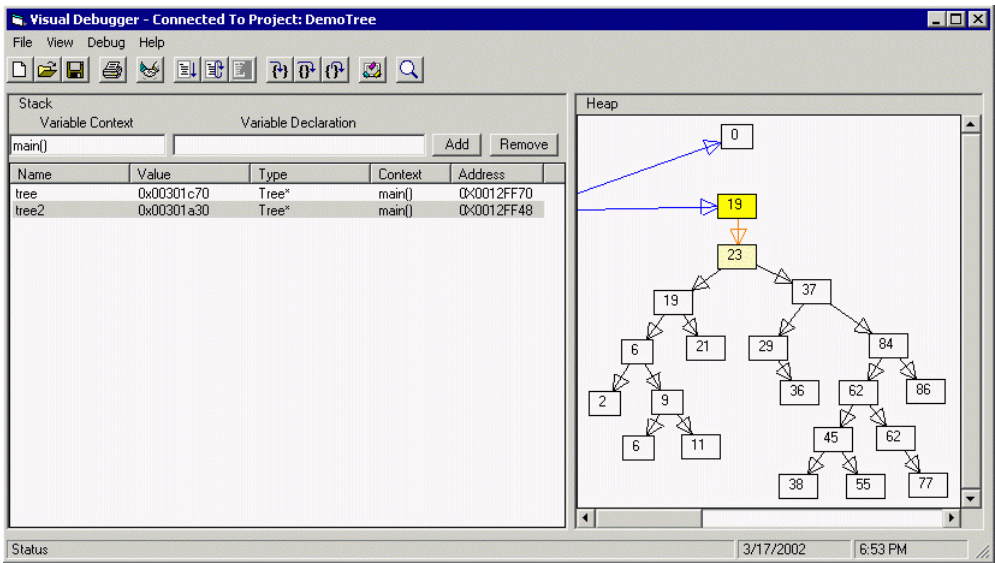 Visual Debugger - Connected To Project: DemoTree
File View Debug Help
Stack
Variable Context Variable Declaration
main() Add Remove
Name Value Type Context Address
tree 0x00301c70 Tree* main() 0X0012FF70
tree2 0x00301a30 Tree* main() 0X0012FF48
Heap
0
19
23
37
19
6 21 29 84
2 9 36 62 86
6 11 45 62
38 55 77
Status 3/17/2002 6:53 PM